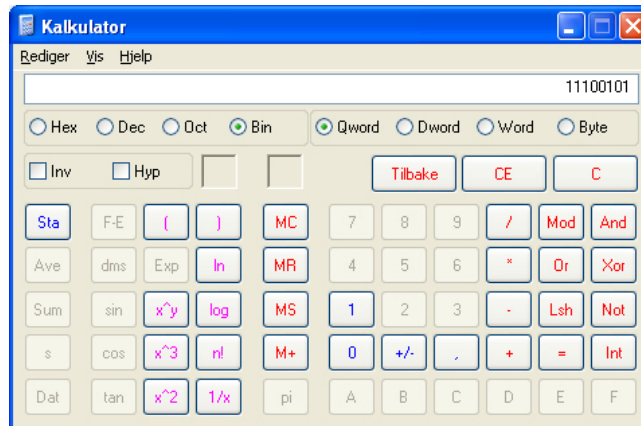 Kalkulator
Rediger Vis Hjelp
11100101
Hex Dec Oct Bin Qword Dword Word Byte
Inv Hyp Tilbake CE C
Sta F-E ( ) MC 7 8 9 / Mod And
Ave dms Exp ln MR 4 5 6 * Or Xor
Sum sin x^y log MS 1 2 3 - Lsh Not
s cos x^3 n! M+ 0 +/- , + = Int
Dat tan x^2 1/x pi A B C D E F